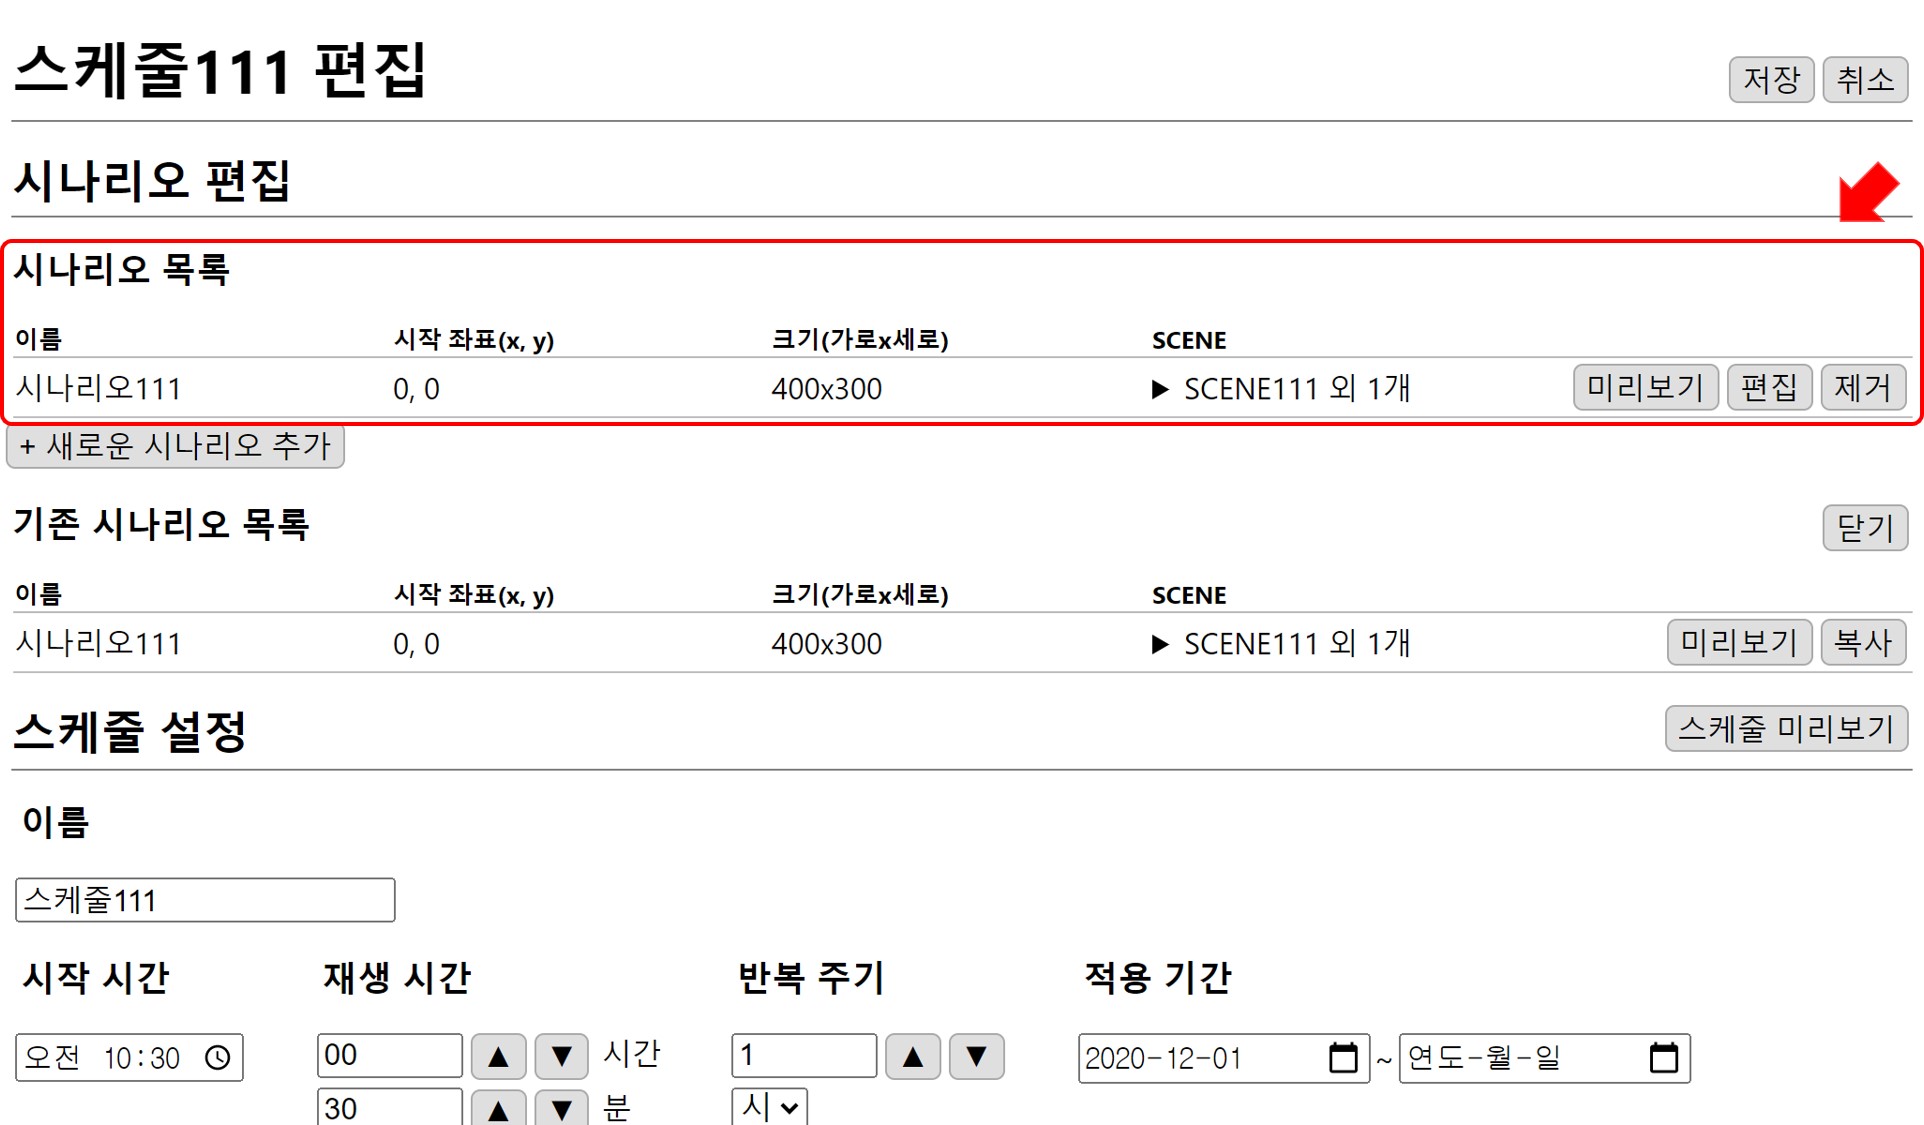 스케줄111 편집
저장 취소
시나리오 편집
시나리오 목록
이름 시작 좌표(x, y) 크기(가로x세로) SCENE
시나리오111 0, 0 400x300 ▶ SCENE111 외 1개 미리보기 편집 제거
+ 새로운 시나리오 추가
기존 시나리오 목록 닫기
이름 시작 좌표(x, y) 크기(가로x세로) SCENE
시나리오111 0, 0 400x300 ▶ SCENE111 외 1개 미리보기 복사
스케줄 설정 스케줄 미리보기
이름
스케줄111
시작 시간 재생 시간 반복 주기 적용 기간
오전 10:30 00 ▲ ▼ 시간 1 ▲ ▼ 2020-12-01 ~ 연도-월-일
30 ▲ ▼ 분 시